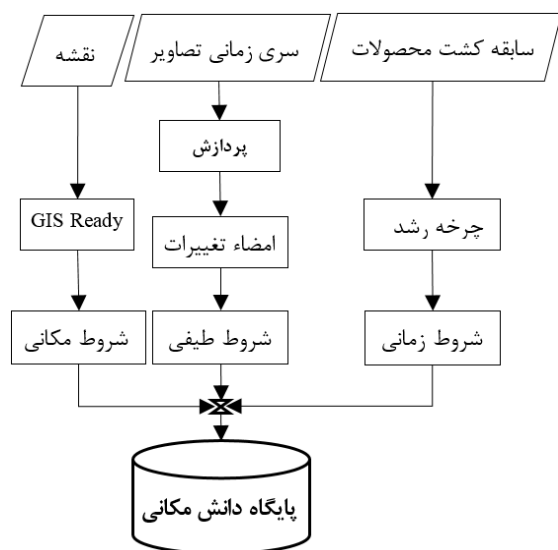 سابقه کشت محصولات
سری زمانی تصاویر
نقشه
پردازش
چرخه رشد
امضاء تغییرات
GIS Ready
شروط زمانی
شروط طیفی
شروط مکانی
پایگاه دانش مکانی